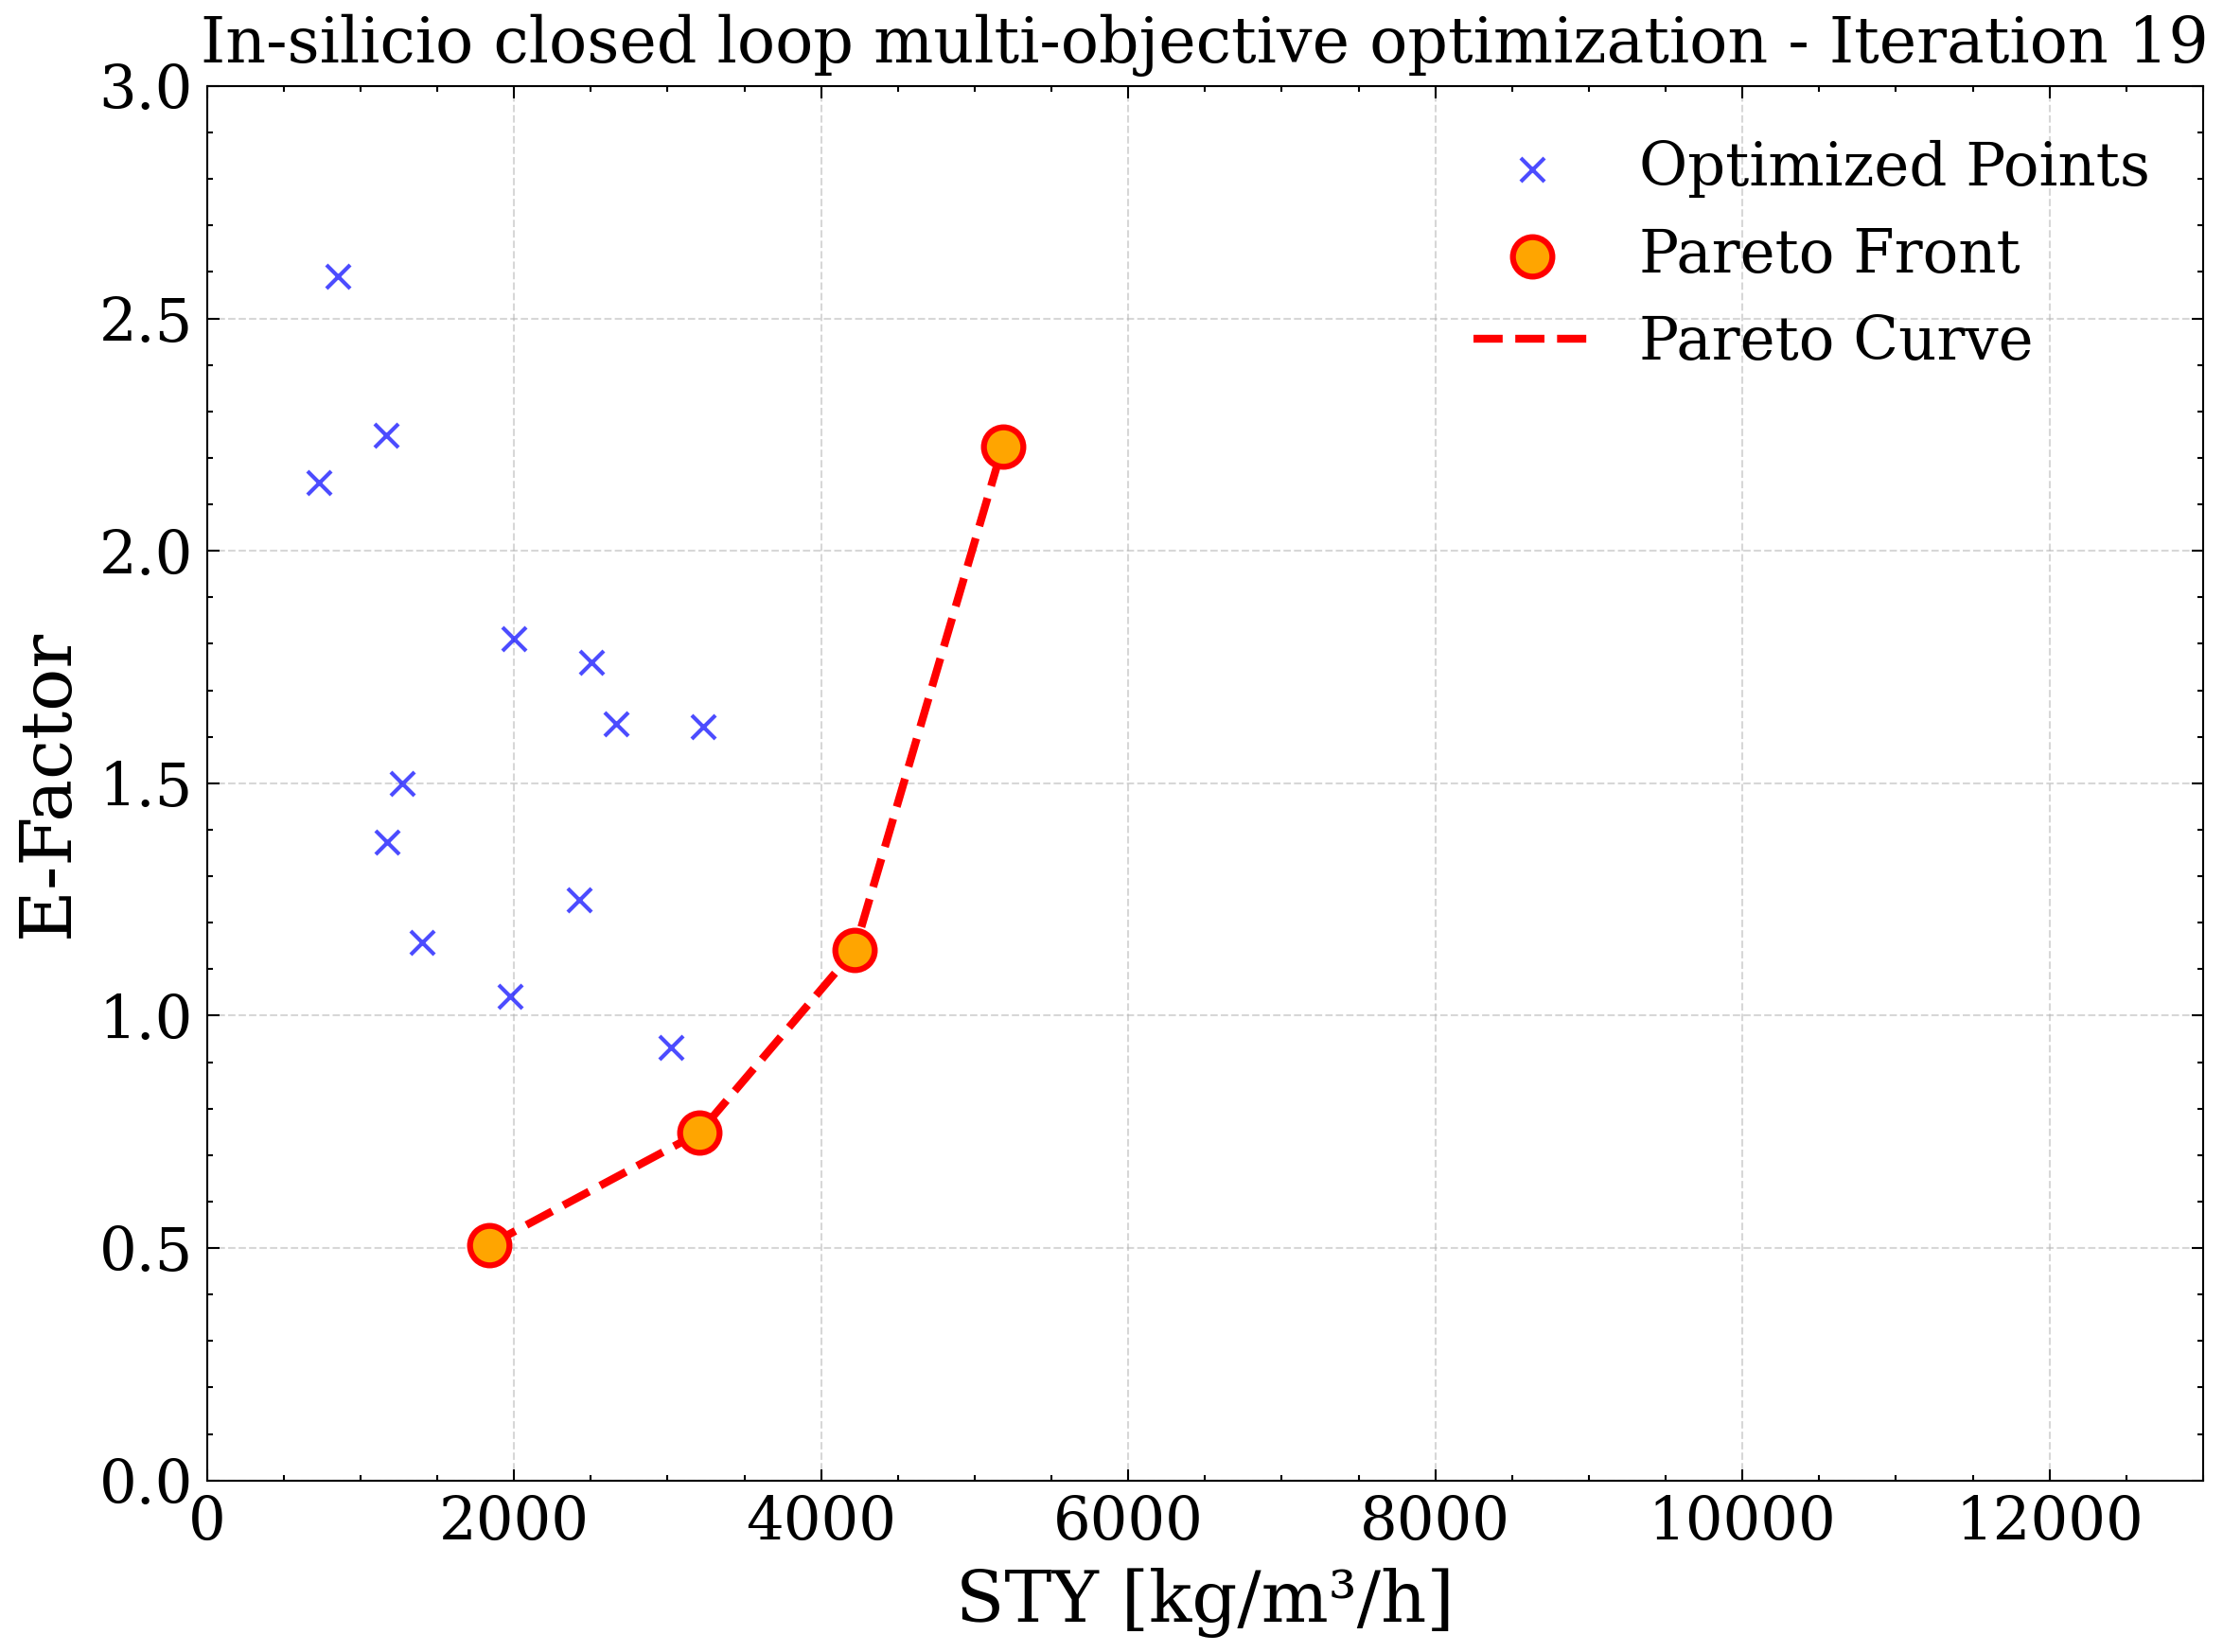 In-silicio closed loop multi-objective optimization - Iteration 19
3.0
2.5
2.0
1.5
1.0
0.5
0.0
E-Factor
Optimized Points
Pareto Front
Pareto Curve
0 2000 4000 6000 8000 10000 12000
STY [kg/m³/h]